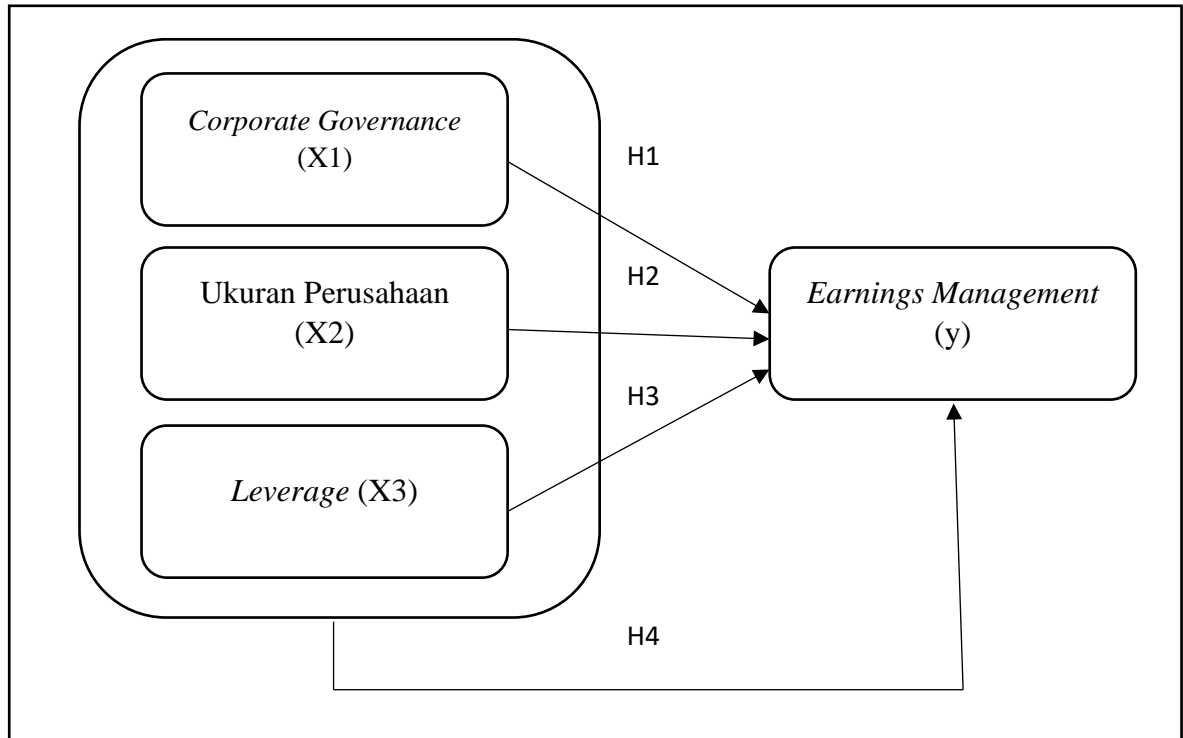 Corporate Governance
(X1)
H1
Ukuran Perusahaan
(X2)
H2
Earnings Management
(y)
Leverage (X3)
H3
H4